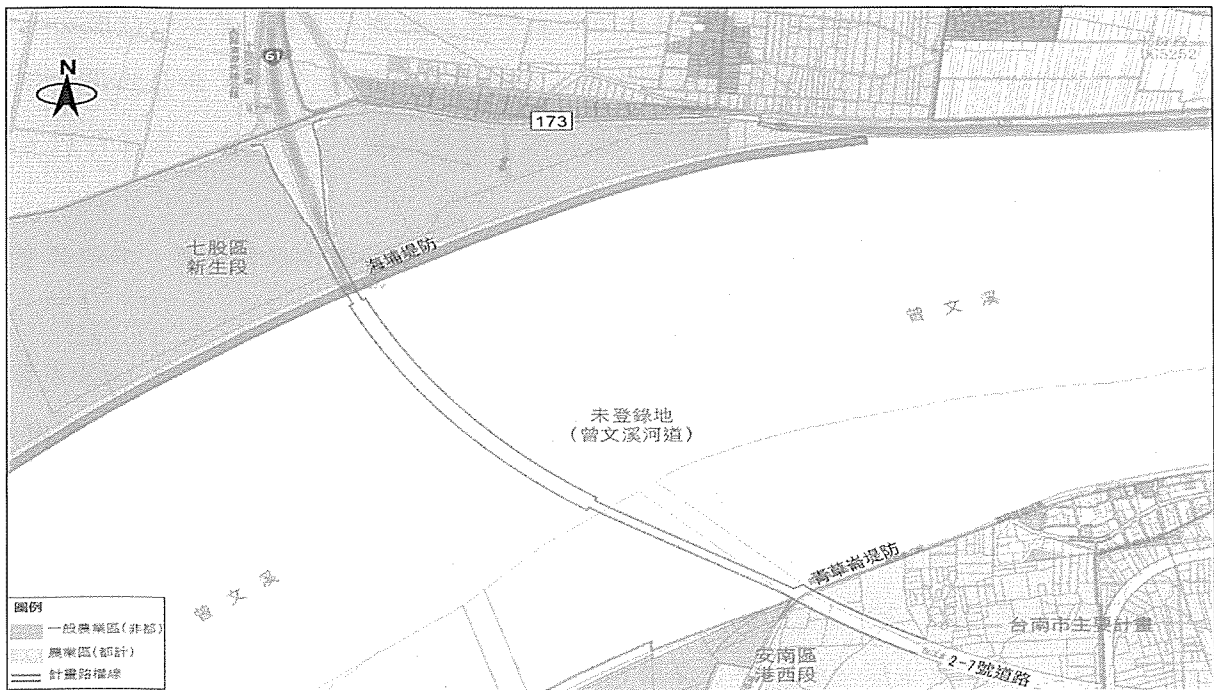 N
61
173
七股區
新生段
海埔堤防
曾文溪
未登錄地
(曾文溪河道)
曾文溪
青草崙堤防
台南市主要計畫
安南區
港西段
2-7號道路
圖例
一般農業區(非都)
農業區(都計)
計畫路權線